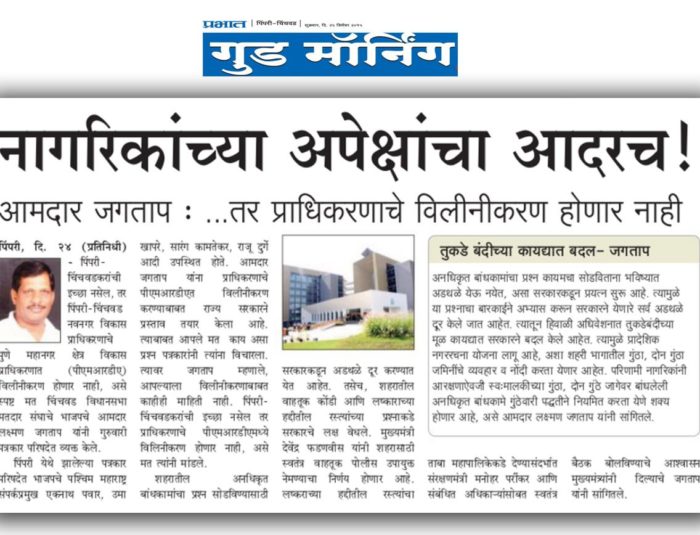 प्रभात | पिंपरी-चिंचवड |
गुड मॉर्निंग
नागरिकांच्या अपेक्षांचा आदरच!
आमदार जगताप : ...तर प्राधिकरणाचे विलीनीकरण होणार नाही
पिंपरी, दि. २४ (प्रतिनिधी)
- पिंपरी-
चिंचवडकरांची
इच्छा नसेल, तर
पिंपरी-चिंचवड
नवनगर विकास
प्राधिकरणाचे
पुणे महानगर क्षेत्र विकास
प्राधिकरणात (पीएमआरडीए)
विलीनीकरण होणार नाही, असे
स्पष्ट मत चिंचवड विधानसभा
मतदार संघाचे भाजपचे आमदार
लक्ष्मण जगताप यांनी गुरुवारी
पत्रकार परिषदेत व्यक्त केले.
पिंपरी येथे झालेल्या पत्रकार
परिषदेत भाजपचे पश्चिम महाराष्ट्र
संपर्कप्रमुख एकनाथ पवार, उमा
खापरे, सारंग कामतेकर, राजू दुर्गे
आदी उपस्थित होते. आमदार
जगताप यांना प्राधिकरणाचे
पीएमआरडीएत विलीनीकरण
करण्याबाबत राज्य सरकारने
प्रस्ताव तयार केला आहे.
त्याबाबत आपले मत काय असा
प्रश्न पत्रकारांनी त्यांना विचारला.
त्यावर जगताप म्हणाले,
आपल्याला विलीनीकरणाबाबत
काहीही माहिती नाही. पिंपरी-
चिंचवडकरांची इच्छा नसेल तर
प्राधिकरणाचे पीएमआरडीएमध्ये
विलीनीकरण होणार नाही, असे
मत त्यांनी मांडले.
शहरातील अनधिकृत
बांधकामांचा प्रश्न सोडविण्यासाठी
सरकारकडून अडथळे दूर करण्यात
येत आहेत. तसेच, शहरातील
वाहतूक कोंडी आणि लष्काराच्या
हद्दीतील रस्त्यांच्या प्रश्नाकडे
सरकारचे लक्ष वेधले. मुख्यमंत्री
देवेंद्र फडणवीस यांनी शहरासाठी
स्वतंत्र वाहतूक पोलीस उपायुक्त
नेमण्याचा निर्णय होणार आहे.
लष्कराच्या हद्दीतील रस्त्यांचा
तुकडे बंदीच्या कायद्यात बदल- जगताप
अनधिकृत बांधकामांचा प्रश्न कायमचा सोडविताना भविष्यात
अडथळे येऊ नयेत, असा सरकारकडून प्रयत्न सुरू आहे. त्यामुळे
या प्रश्नाचा बारकाईने अभ्यास करून सरकारने येणारे सर्व अडथळे
दूर केले जात आहेत. त्यातून हिवाळी अधिवेशनात तुकडेबंदीच्या
मूळ कायद्यात सरकारने बदल केले आहेत. त्यामुळे प्रादेशिक
नगररचना योजना लागू आहे, अशा शहरी भागातील गुंठा, दोन गुंठा
जमिनींचे व्यवहार व नोंदी करता येणार आहेत. परिणामी नागरिकांनी
आरक्षणाऐवजी स्वःमालकीच्या गुंठा, दोन गुंठे जागेवर बांधलेली
अनधिकृत बांधकामे गुंठेवारी पद्धतीने नियमित करता येणे शक्य
होणार आहे, असे आमदार लक्ष्मण जगताप यांनी सांगितले.
ताबा महापालिकेकडे देण्यासंदर्भात
संरक्षणमंत्री मनोहर पर्रीकर आणि
संबंधित अधिकाऱ्यांसोबत स्वतंत्र
बैठक बोलविण्याचे आश्वासन
मुख्यमंत्र्यांनी दिल्याचे जगताप
यांनी सांगितले.